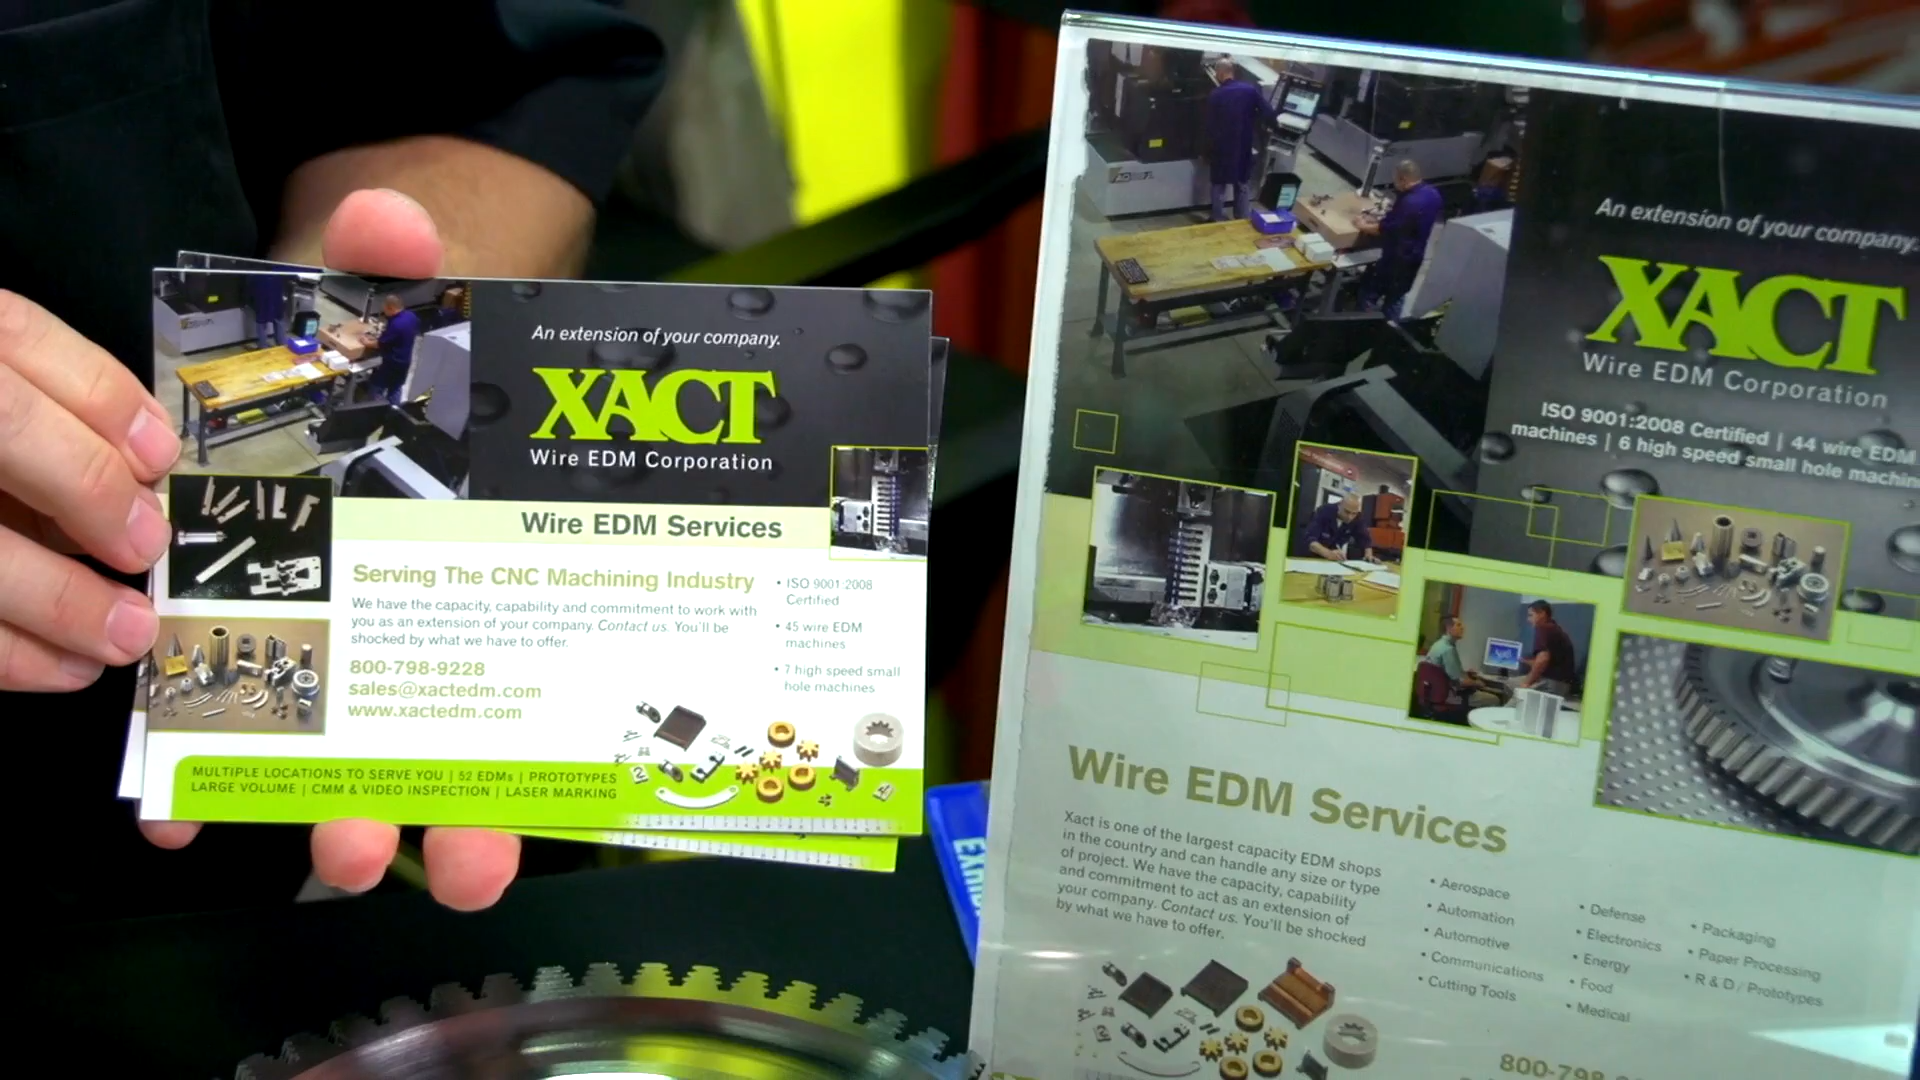 An extension of your company.
XACT
Wire EDM Corporation
Wire EDM Services
Serving The CNC Machining Industry
We have the capacity, capability and commitment to work with
you as an extension of your company. Contact us. You'll be
shocked by what we have to offer.
800-798-9228
sales@xactedm.com
www.xactedm.com
• ISO 9001:2008
Certified
• 45 wire EDM
machines
• 7 high speed small
hole machines
MULTIPLE LOCATIONS TO SERVE YOU | 52 EDMs | PROTOTYPES
LARGE VOLUME | CMM & VIDEO INSPECTION | LASER MARKING
An extension of your company.
XACT
Wire EDM Corporation
ISO 9001:2008 Certified | 44 wire EDM
machines | 6 high speed small hole machin
Wire EDM Services
Xact is one of the largest capacity EDM shops
in the country and can handle any size or type
of project. We have the capacity, capability
and commitment to act as an extension of
your company. Contact us. You'll be shocked
by what we have to offer.
• Aerospace
• Automation
• Automotive
• Communications
• Cutting Tools
• Defense
• Electronics
• Energy
• Food
• Medical
• Packaging
• Paper Processing
• R & D / Prototypes
800-798
EXHIB